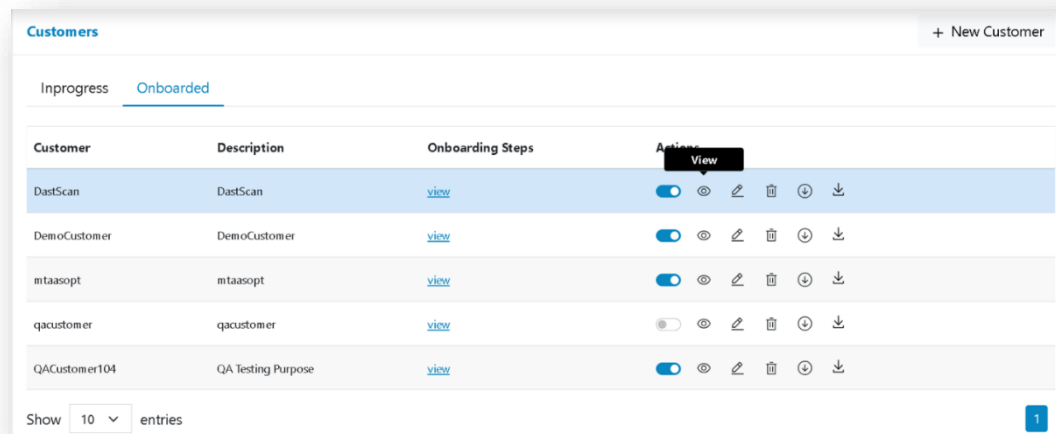 Customers
+ New Customer
Inprogress Onboarded
Customer Description Onboarding Steps Actions
View
DastScan DastScan view
DemoCustomer DemoCustomer view
mtaasopt mtaasopt view
qacustomer qacustomer view
QACustomer104 QA Testing Purpose view
Show 10 entries
1